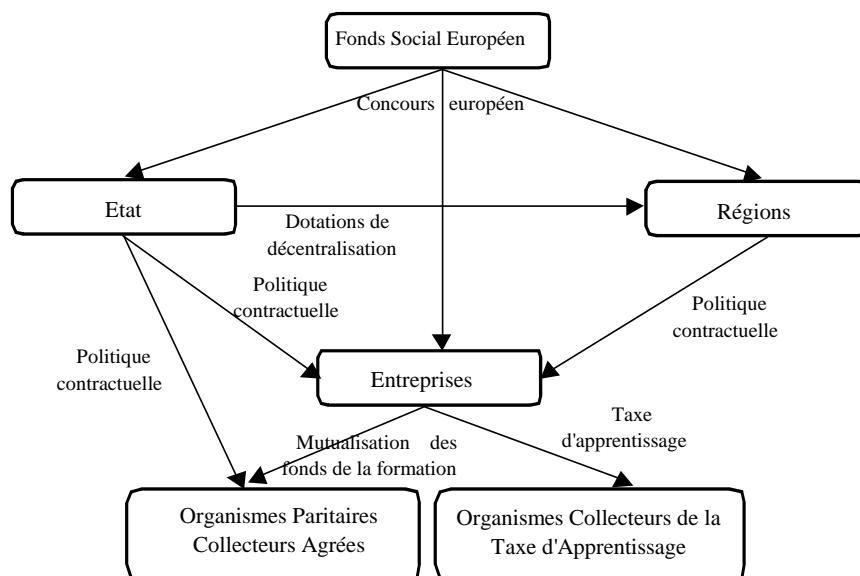 Fonds Social Européen
Concours européen
Etat
Régions
Dotations de
décentralisation
Politique
contractuelle
Politique
contractuelle
Politique
contractuelle
Entreprises
Taxe
d'apprentissage
Mutualisation des
fonds de la formation
Organismes Paritaires
Collecteurs Agrées
Organismes Collecteurs de la
Taxe d'Apprentissage